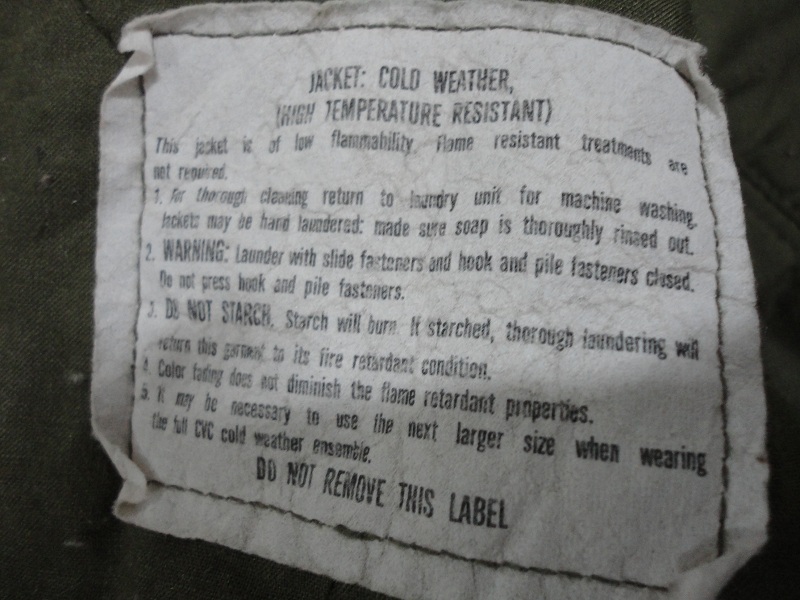 JACKET: COLD WEATHER,
(HIGH TEMPERATURE RESISTANT)
This jacket is of low flammability, flame resistant treatments are
not required.
1. For thorough cleaning return to laundry unit for machine washing.
Jackets may be hand laundered: made sure soap is thoroughly rinsed out.
2. WARNING: Launder with slide fasteners and hook and pile fasteners closed.
Do not press hook and pile fasteners.
3. DO NOT STARCH. Starch will burn. If starched, thorough laundering will
return this garment to its fire retardant condition.
4. Color fading does not diminish the flame retardant properties.
5. It may be necessary to use the next larger size when wearing
the full CVC cold weather ensemble.
DO NOT REMOVE THIS LABEL